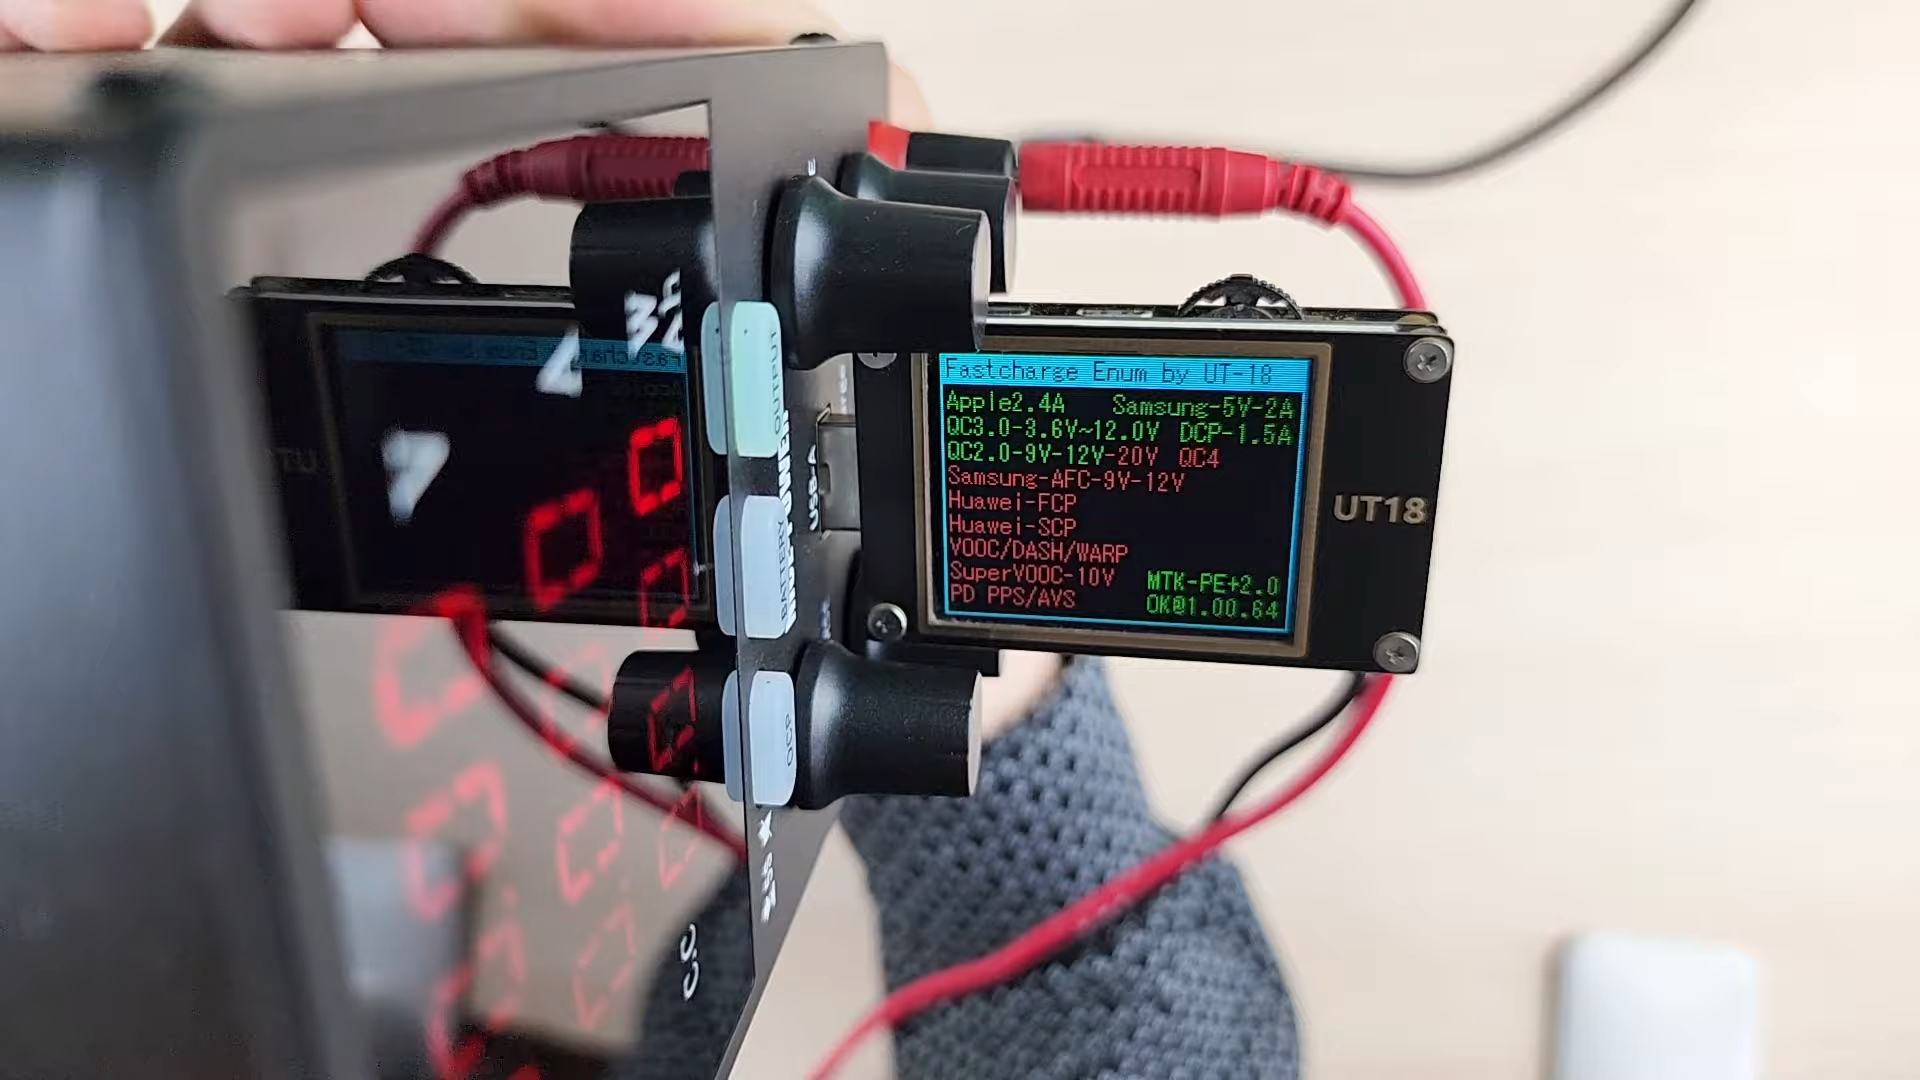 Fastcharge Enum by UT-18
Apple2.4A Samsung-5V-2A
QC3.0-3.6V~12.0V DCP-1.5A
QC2.0-9V-12V-20V QC4
Samsung-AFC-9V-12V
Huawei-FCP
Huawei-SCP
VOOC/DASH/WARP
SuperVOOC-10V MTK-PE+2.0
PD PPS/AVS OK@1.00.64
UT18
OUTPUT
BATTERY
OCP
USB-A
C.C